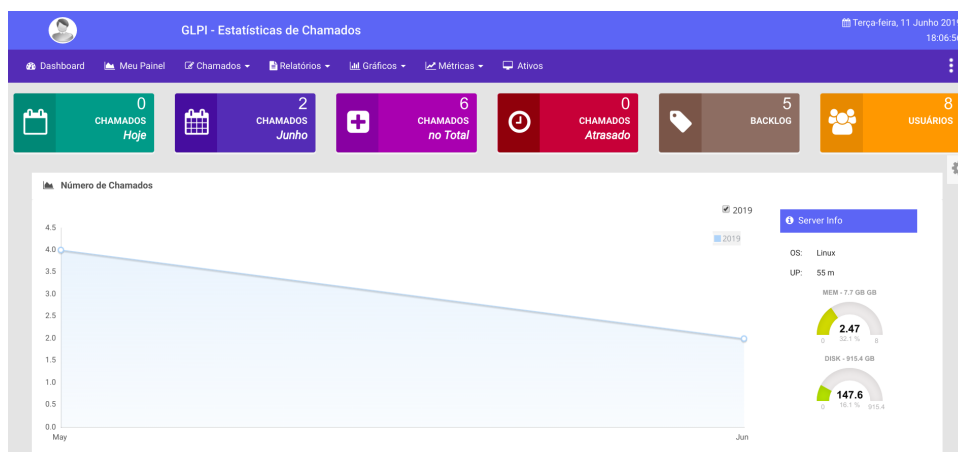 GLPI - Estatísticas de Chamados
Terça-feira, 11 Junho 2019
18:06:56
Dashboard Meu Painel Chamados Relatórios Gráficos Métricas Ativos
0
CHAMADOS
Hoje
2
CHAMADOS
Junho
6
CHAMADOS
no Total
0
CHAMADOS
Atrasado
5
BACKLOG
8
USUÁRIOS
Número de Chamados
2019
2019
4.5
4.0
3.5
3.0
2.5
2.0
1.5
1.0
0.5
0.0
May Jun
Server Info
OS: Linux
UP: 55 m
MEM - 7.7 GB GB
2.47
0 32.1 % 8
DISK - 915.4 GB
147.6
0 16.1 % 915.4